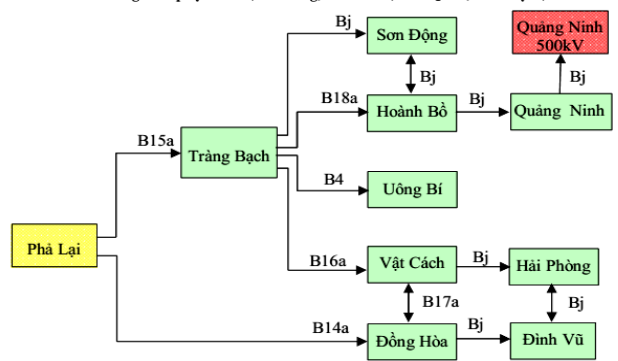 Bj
Sơn Động
Quảng Ninh
500kV
Bj
Bj
B18a
Hoành Bồ
Bj
Quảng Ninh
B15a
Tràng Bạch
B4
Uông Bí
Phả Lại
B16a
Vật Cách
Bj
Hải Phòng
B17a
Bj
B14a
Đồng Hòa
Bj
Đình Vũ